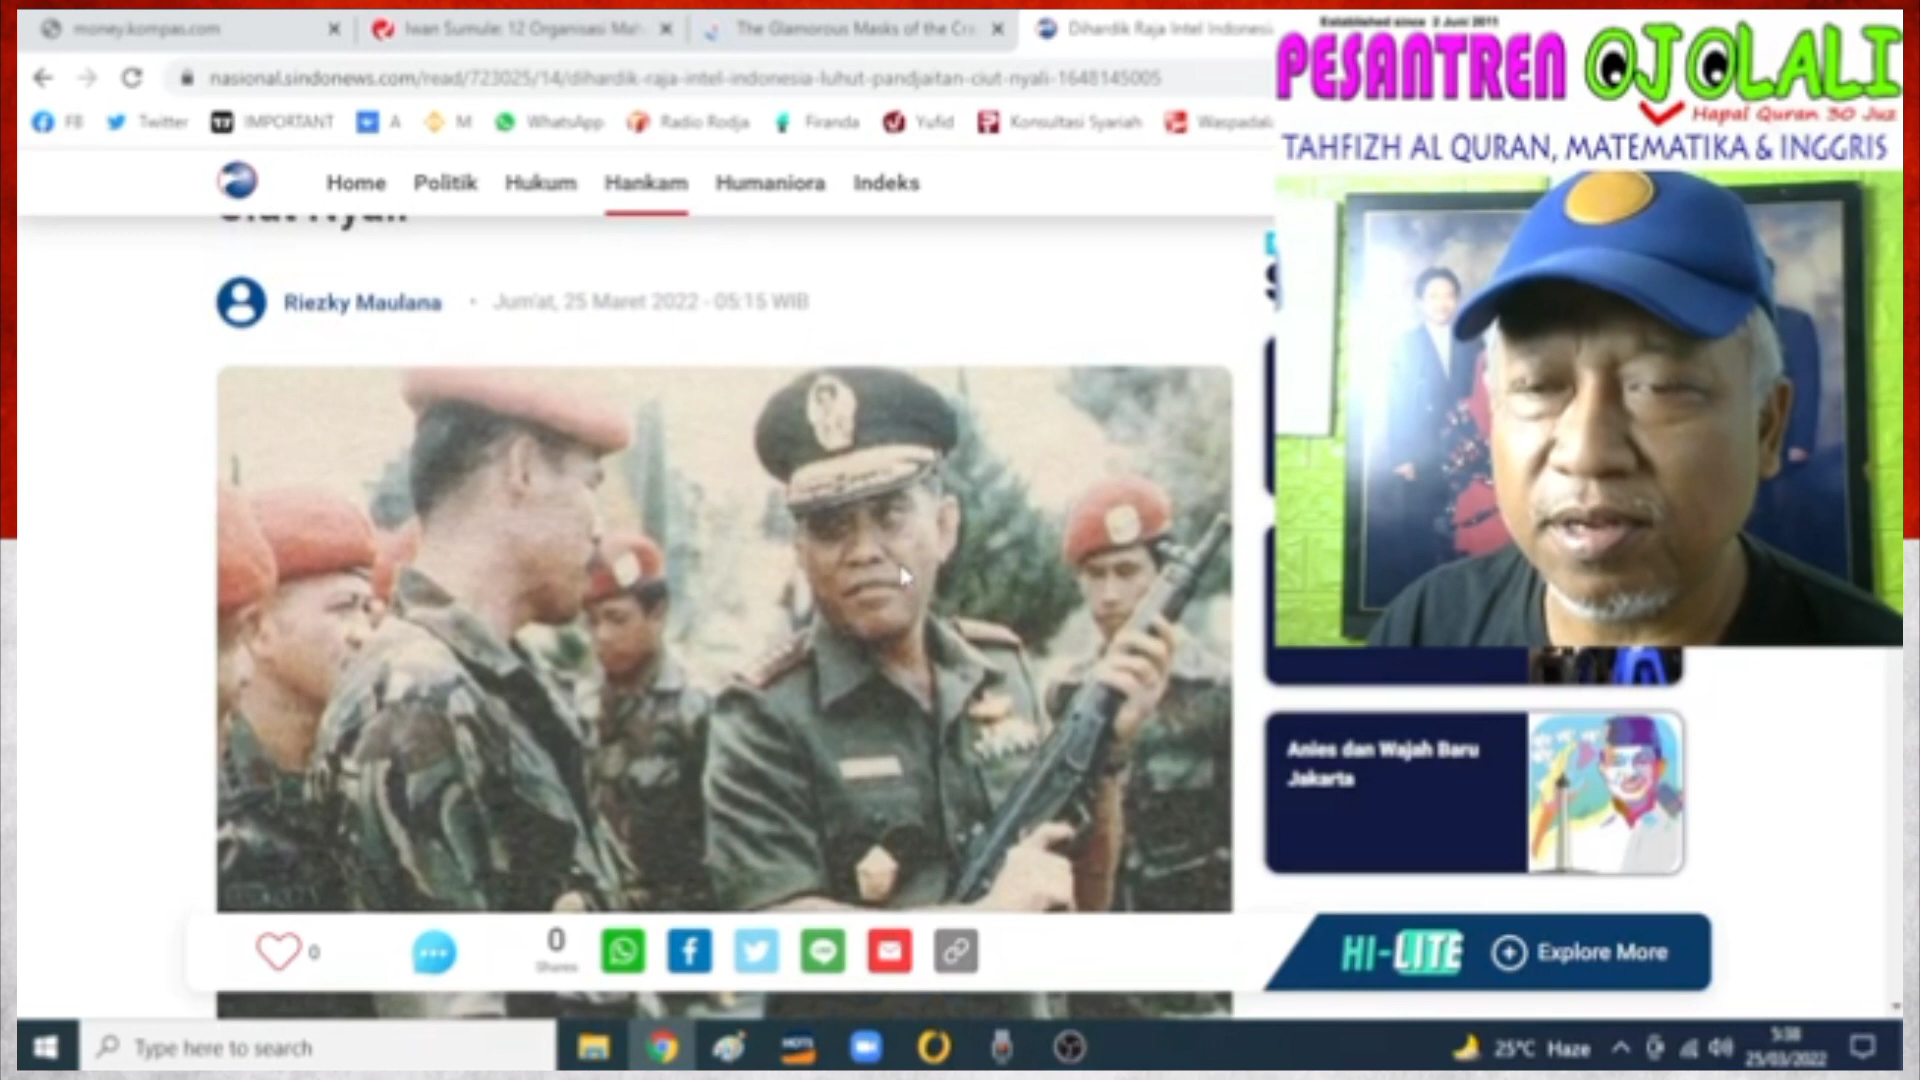 money.kompas.com
Iwan Sumule: 12 Organisasi Mah
The Glamorous Masks of the Cr
Dihardik Raja Intel Indonesia
nasional.sindonews.com/read/723025/14/dihardik-raja-intel-indonesia-luhut-pandjaitan-ciut-nyali-1648145005
FB
Twitter
IMPORTANT
A
M
WhatsApp
Radio Rodja
Firanda
Yufid
Konsultasi Syariah
Established since 2 Juni 2011
PESANTREN OJOLALI
Hapal Quran 30 Juz
TAHFIZH AL QURAN, MATEMATIKA & INGGRIS
Home
Politik
Hukum
Hankam
Humaniora
Indeks
Ciut Nyali
Riezky Maulana
Jum'at, 25 Maret 2022 - 05:15 WIB
Anies dan Wajah Baru
Jakarta
0
0
Shares
HI-LITE
Explore More
Type here to search
25°C Haze
5:38
25/03/2022